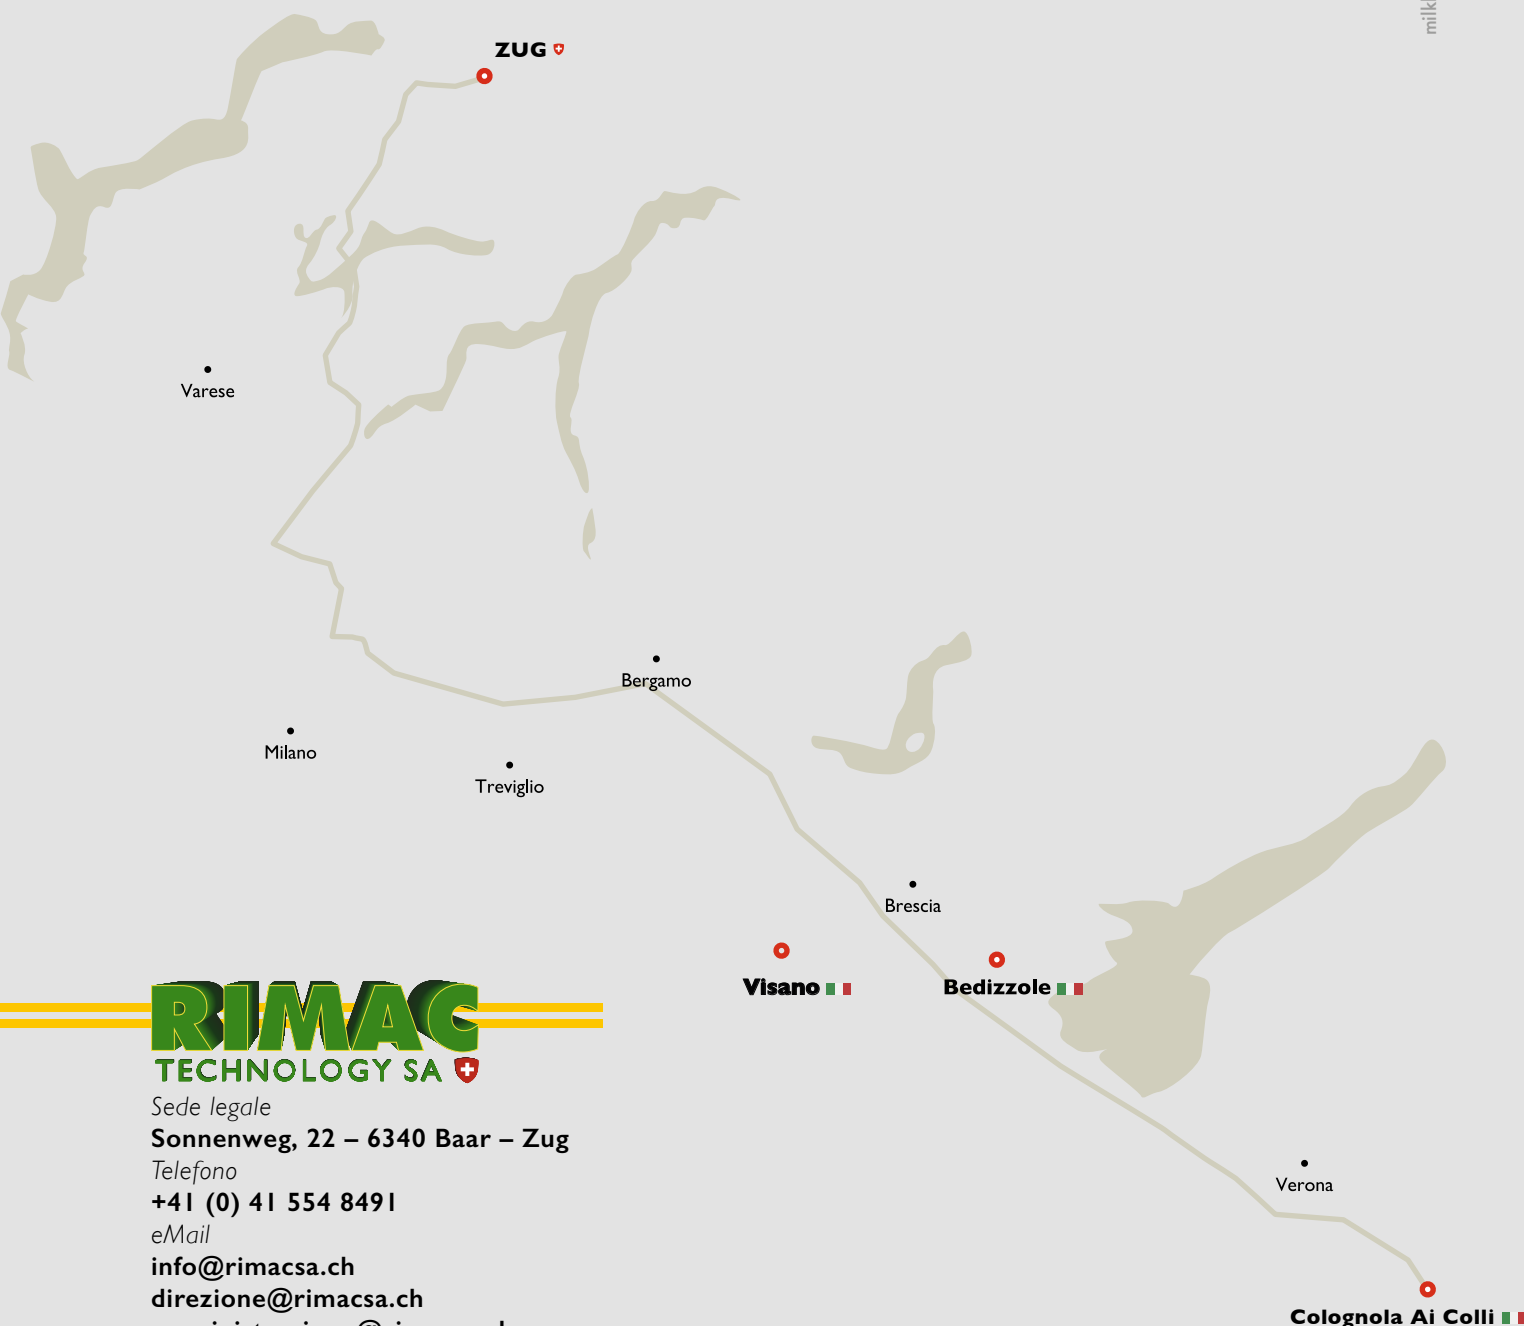 ZUG
Varese
Bergamo
Milano
Treviglio
Brescia
Visano
Bedizzole
RIMAC
TECHNOLOGY SA
Sede legale
Sonnenweg, 22 – 6340 Baar – Zug
Telefono
+41 (0) 41 554 8491
eMail
info@rimacsa.ch
direzione@rimacsa.ch
Verona
Colognola Ai Colli